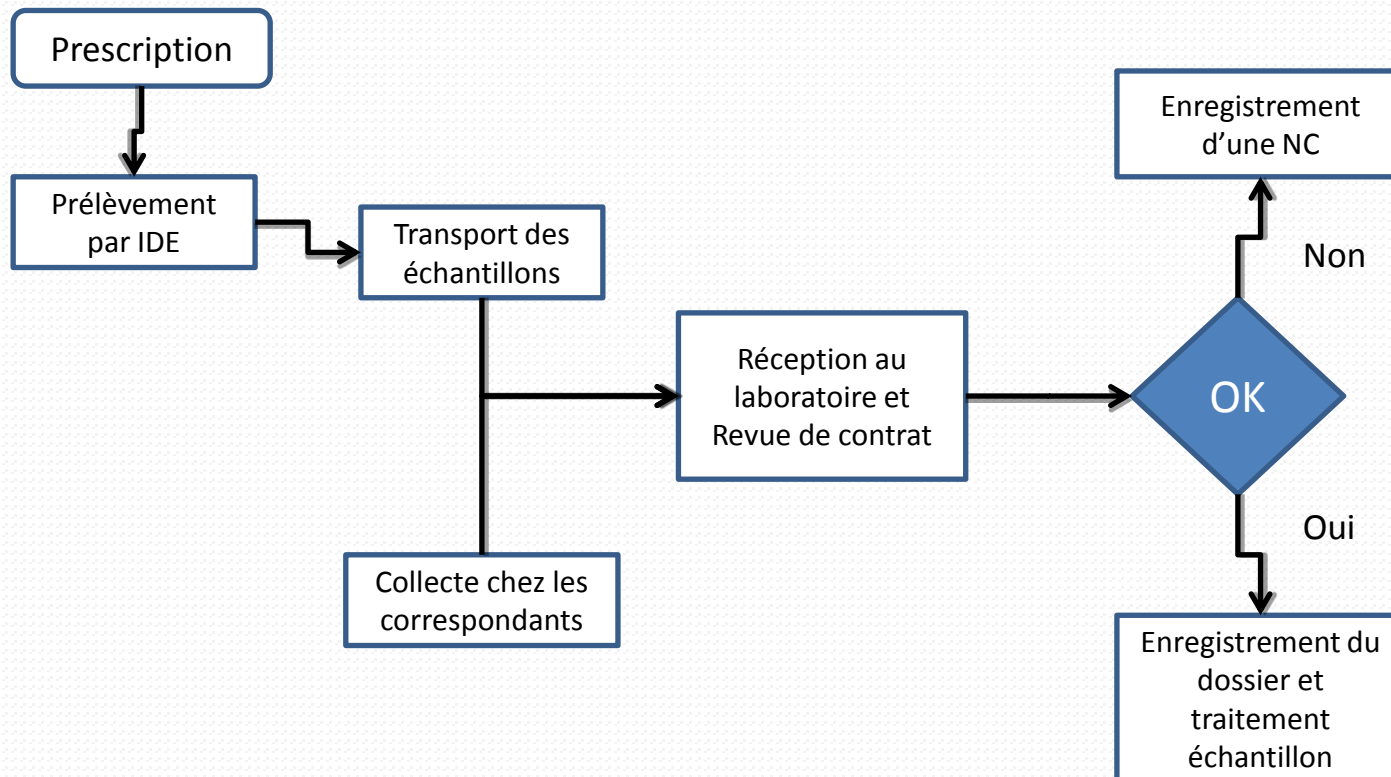 Prescription
Prélèvement
par IDE
Transport des
échantillons
Collecte chez les
correspondants
Réception au
laboratoire et
Revue de contrat
OK
Enregistrement
d’une NC
Non
Oui
Enregistrement du
dossier et
traitement
échantillon